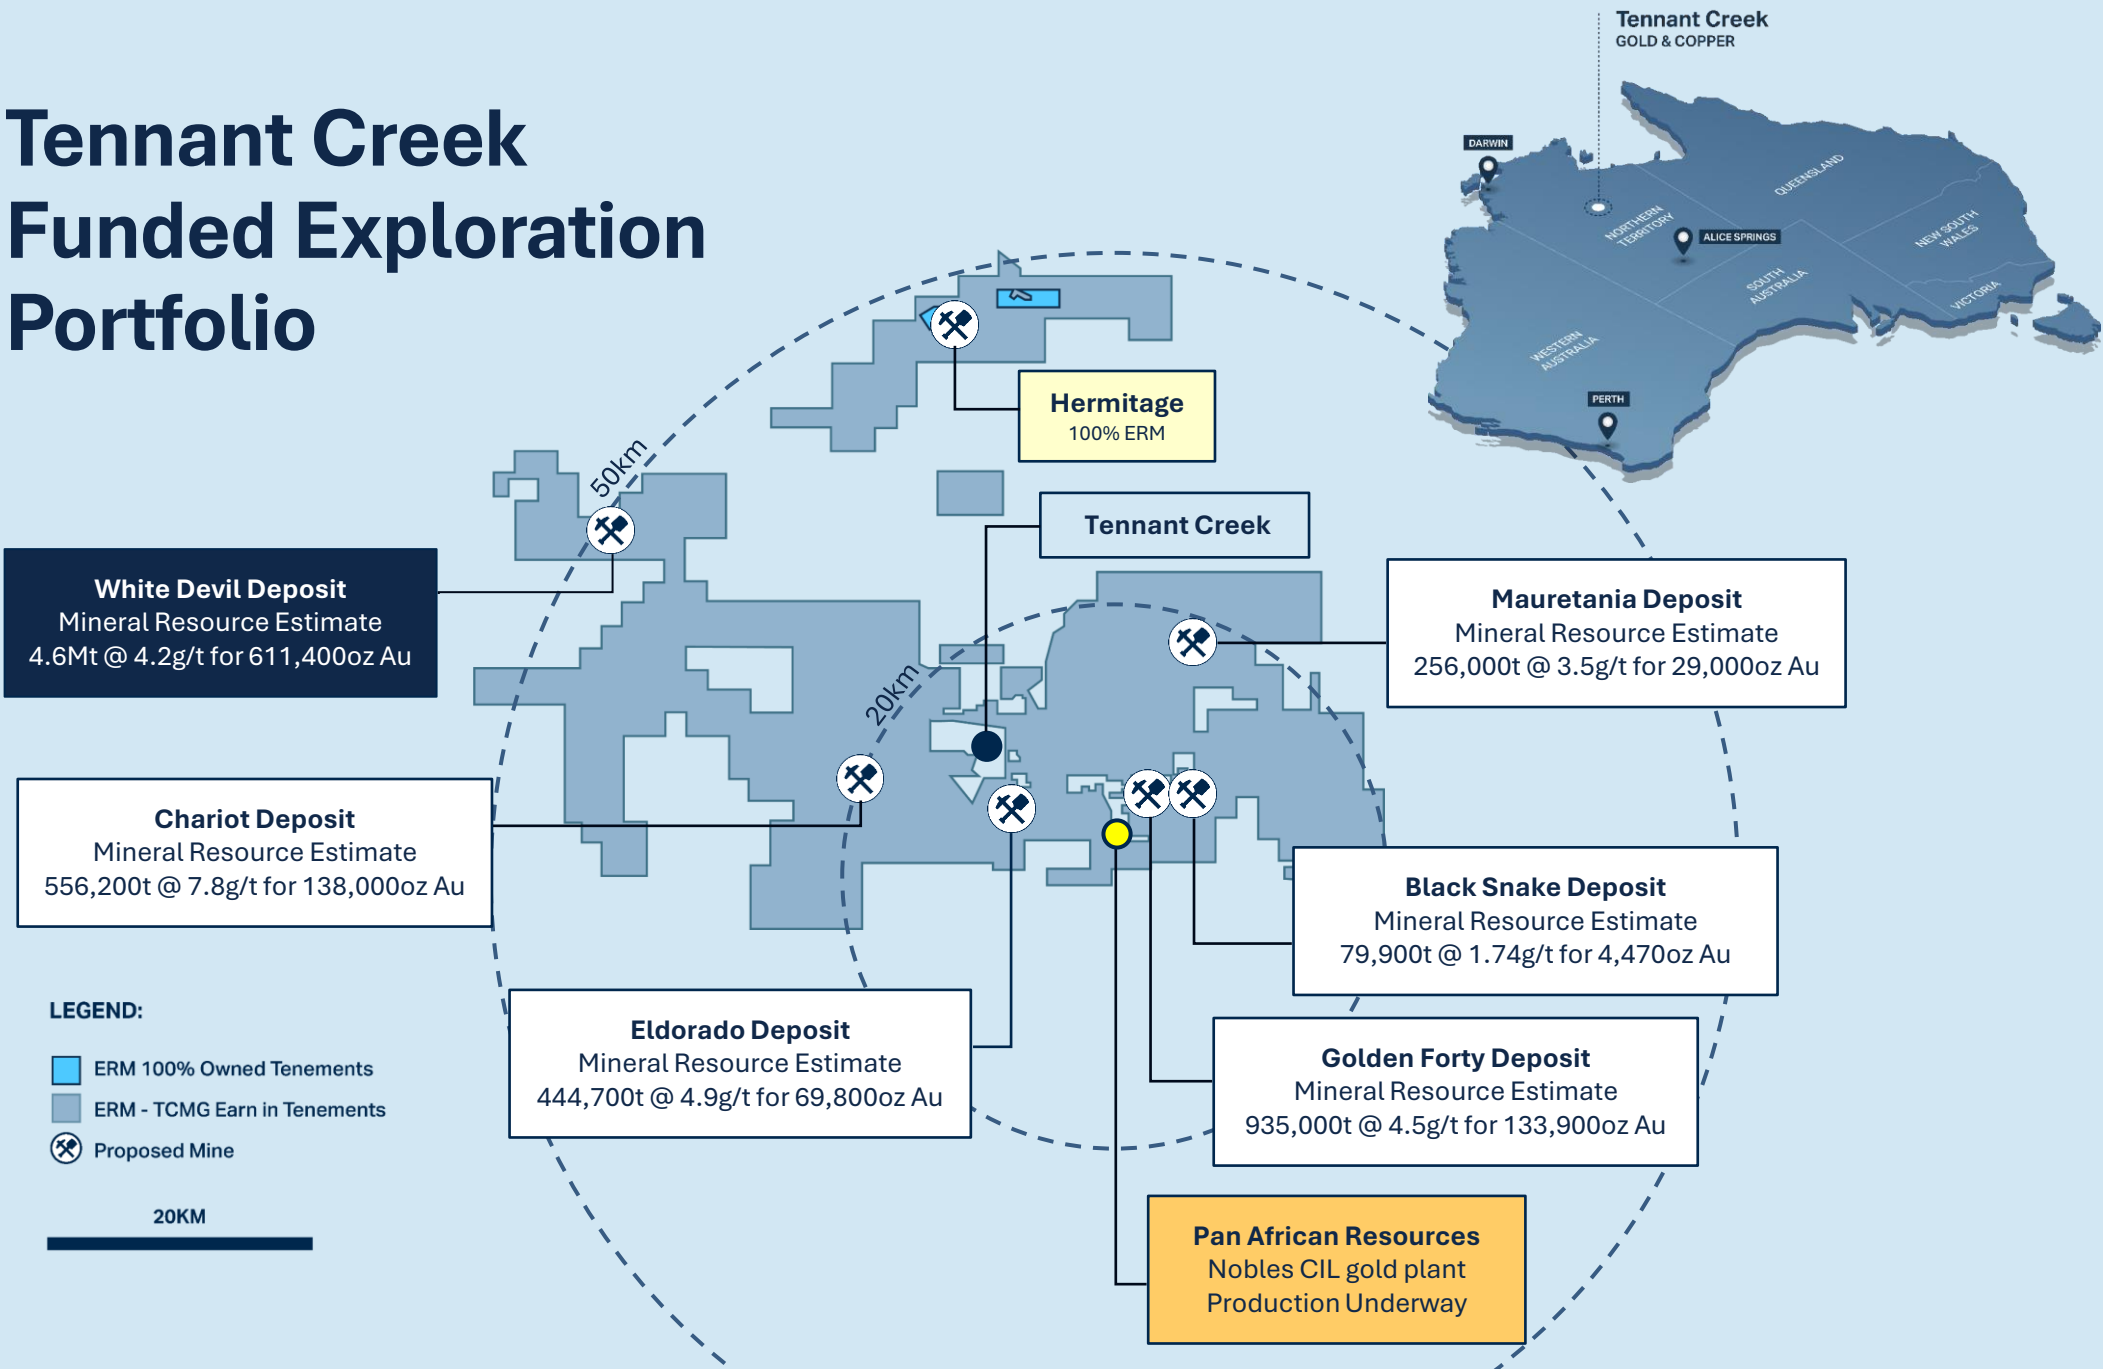 Tennant Creek
Funded Exploration
Portfolio
Tennant Creek
GOLD & COPPER
DARWIN
QUEENSLAND
NORTHERN
TERRITORY
ALICE SPRINGS
NEW SOUTH
WALES
SOUTH
AUSTRALIA
VICTORIA
WESTERN
AUSTRALIA
PERTH
50km
20km
Hermitage
100% ERM
Tennant Creek
White Devil Deposit
Mineral Resource Estimate
4.6Mt @ 4.2g/t for 611,400oz Au
Mauretania Deposit
Mineral Resource Estimate
256,000t @ 3.5g/t for 29,000oz Au
Chariot Deposit
Mineral Resource Estimate
556,200t @ 7.8g/t for 138,000oz Au
Black Snake Deposit
Mineral Resource Estimate
79,900t @ 1.74g/t for 4,470oz Au
Eldorado Deposit
Mineral Resource Estimate
444,700t @ 4.9g/t for 69,800oz Au
Golden Forty Deposit
Mineral Resource Estimate
935,000t @ 4.5g/t for 133,900oz Au
Pan African Resources
Nobles CIL gold plant
Production Underway
LEGEND:
ERM 100% Owned Tenements
ERM - TCMG Earn in Tenements
Proposed Mine
20KM